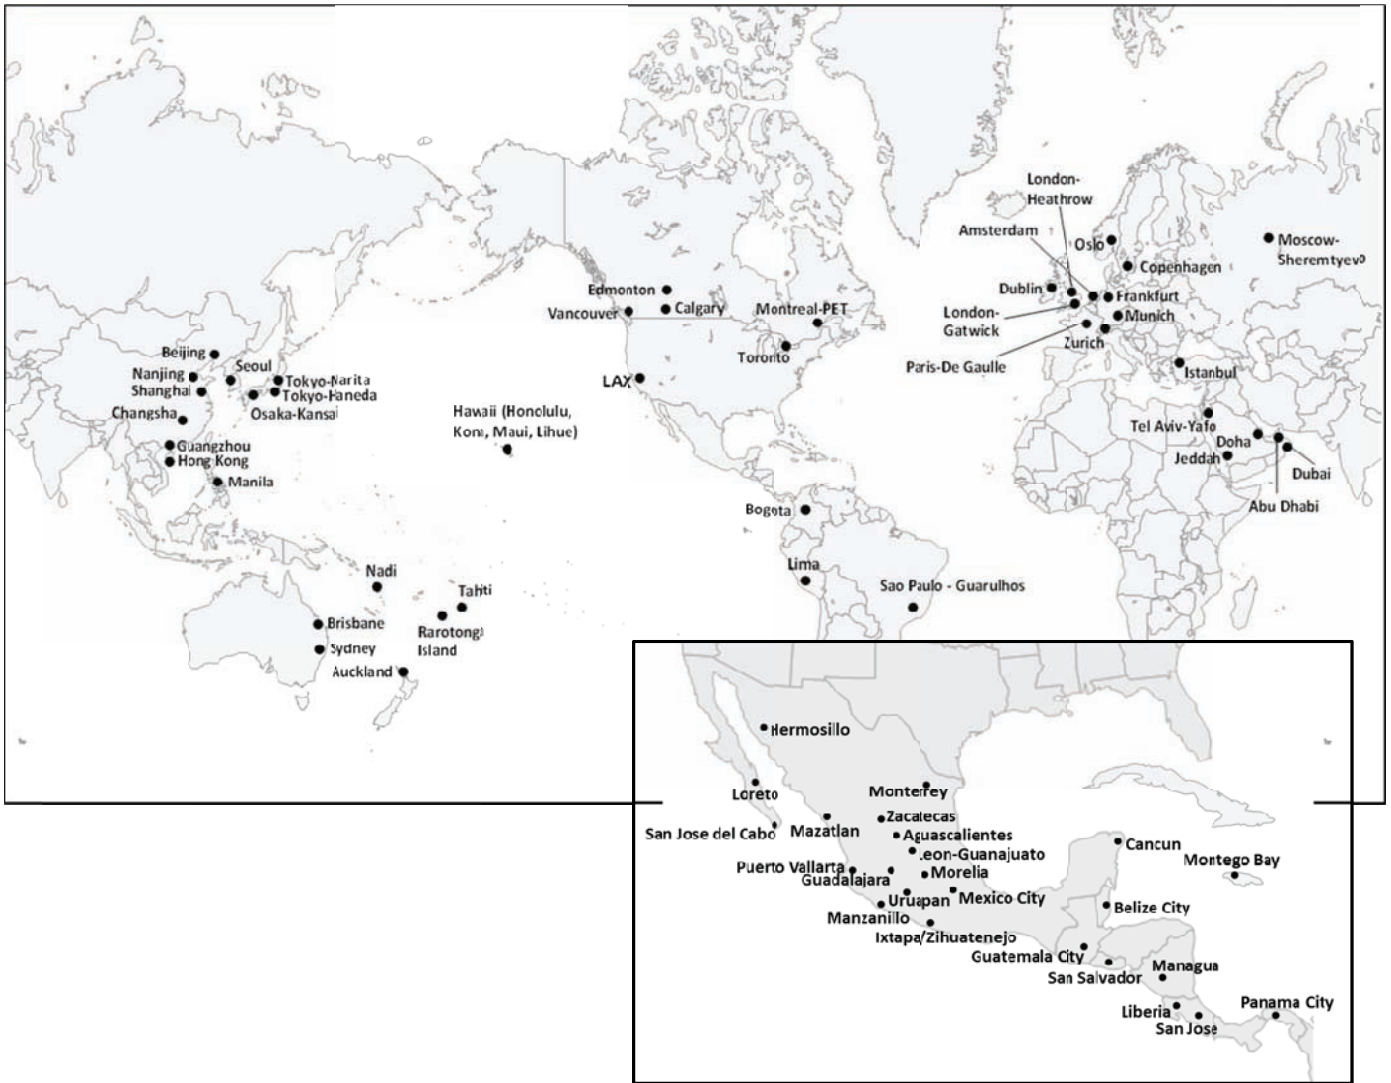 London-
Heathrow
Amsterdam
Oslo
Moscow-
Sheremtyevo
Copenhagen
Dublin
Frankfurt
London-
Gatwick
Munich
Zurich
Paris-De Gaulle
Istanbul
Edmonton
Calgary
Vancouver
Montreal-PET
Toronto
LAX
Beijing
Seoul
Nanjing
Tokyo-Narita
Shanghai
Tokyo-Haneda
Osaka-Kansai
Changsha
Guangzhou
Hong Kong
Manila
Hawaii (Honolulu,
Kona, Maui, Lihue)
Tel Aviv-Yafo
Doha
Jeddah
Dubai
Abu Dhabi
Bogota
Lima
Sao Paulo - Guarulhos
Nadi
Tahiti
Rarotonga
Island
Brisbane
Sydney
Auckland
Hermosillo
Loreto
Monterrey
San Jose del Cabo
Mazatlan
Zacatecas
Aguascalientes
Leon-Guanajuato
Puerto Vallarta
Guadalajara
Morelia
Uruapan
Mexico City
Manzanillo
Ixtapa/Zihuatenejo
Cancun
Montego Bay
Belize City
Guatemala City
San Salvador
Managua
Liberia
San Jose
Panama City